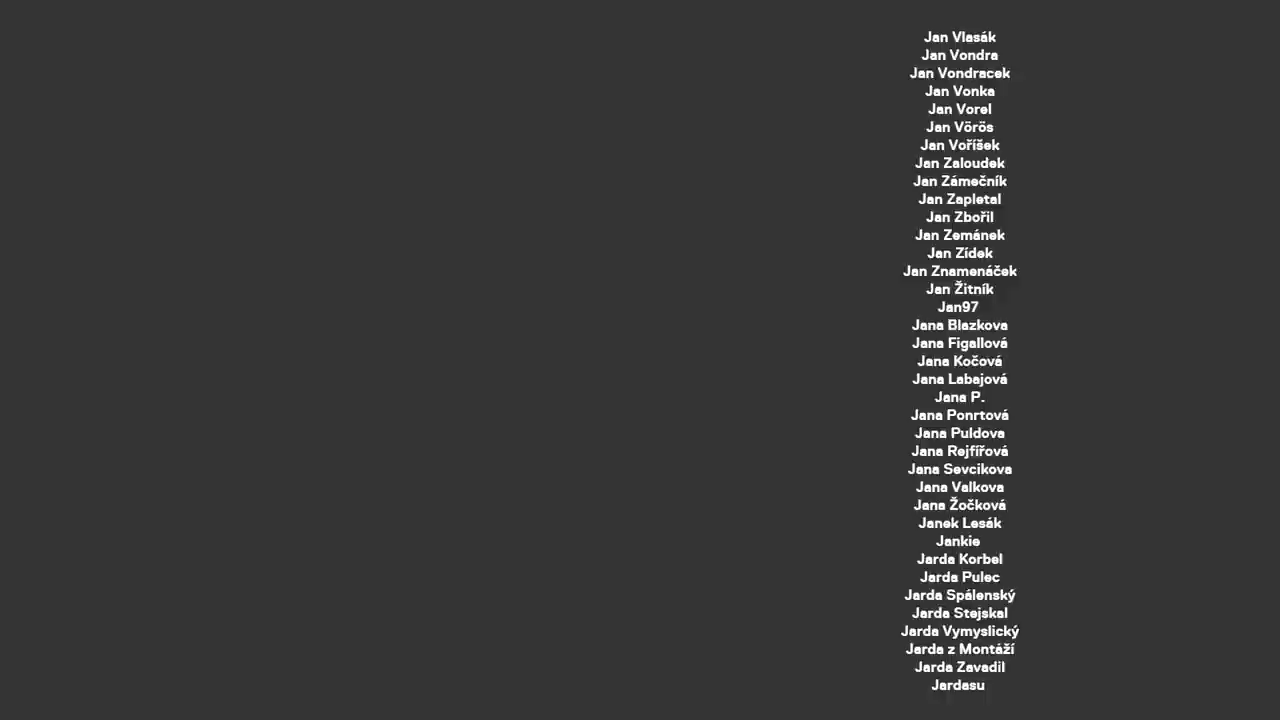 Jan Vlasák
Jan Vondra
Jan Vondracek
Jan Vonka
Jan Vorel
Jan Vörös
Jan Voříšek
Jan Zaloudek
Jan Zámečník
Jan Zapletal
Jan Zbořil
Jan Zemánek
Jan Zídek
Jan Znamenáček
Jan Žitník
Jan97
Jana Blazkova
Jana Figallová
Jana Kočová
Jana Labajová
Jana P.
Jana Ponrtová
Jana Puldova
Jana Rejfířová
Jana Sevcikova
Jana Valkova
Jana Žočková
Janek Lesák
Jankie
Jarda Korbel
Jarda Pulec
Jarda Spálenský
Jarda Stejskal
Jarda Vymyslický
Jarda z Montáží
Jarda Zavadil
Jardasu